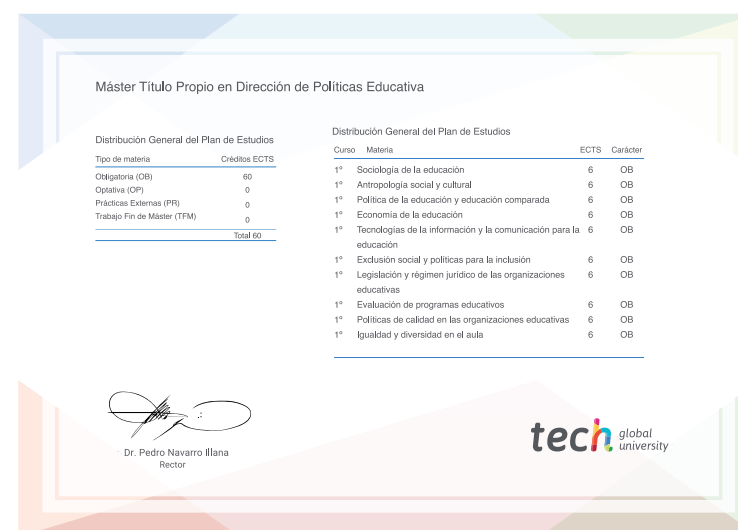 Máster Título Propio en Dirección de Políticas Educativa
Distribución General del Plan de Estudios
Tipo de materia Créditos ECTS
Obligatoria (OB) 60
Optativa (OP) 0
Prácticas Externas (PR) 0
Trabajo Fin de Máster (TFM) 0
Total 60
Distribución General del Plan de Estudios
Curso Materia ECTS Carácter
1º Sociología de la educación 6 OB
1º Antropología social y cultural 6 OB
1º Política de la educación y educación comparada 6 OB
1º Economía de la educación 6 OB
1º Tecnologías de la información y la comunicación para la 6 OB
educación
1º Exclusión social y políticas para la inclusión 6 OB
1º Legislación y régimen jurídico de las organizaciones 6 OB
educativas
1º Evaluación de programas educativos 6 OB
1º Políticas de calidad en las organizaciones educativas 6 OB
1º Igualdad y diversidad en el aula 6 OB
Dr. Pedro Navarro Illana
Rector
tech global
university